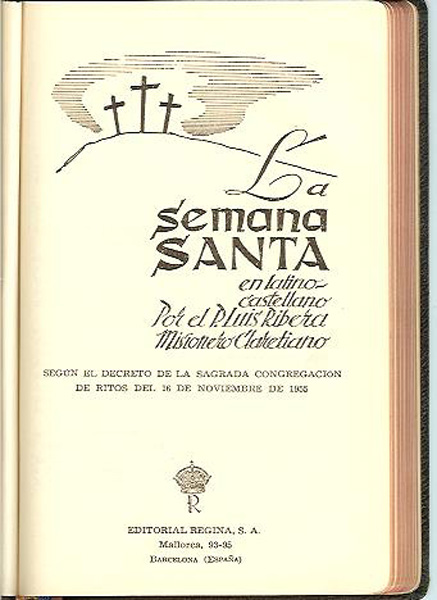 La
semana
SANTA
en latino-
castellano
Por el P. Luis Ribera
Misionero Claretiano
SEGÚN EL DECRETO DE LA SAGRADA CONGREGACION
DE RITOS DEL 16 DE NOVIEMBRE DE 1955
R
EDITORIAL REGINA, S. A.
Mallorca, 93-95
BARCELONA (ESPAÑA)